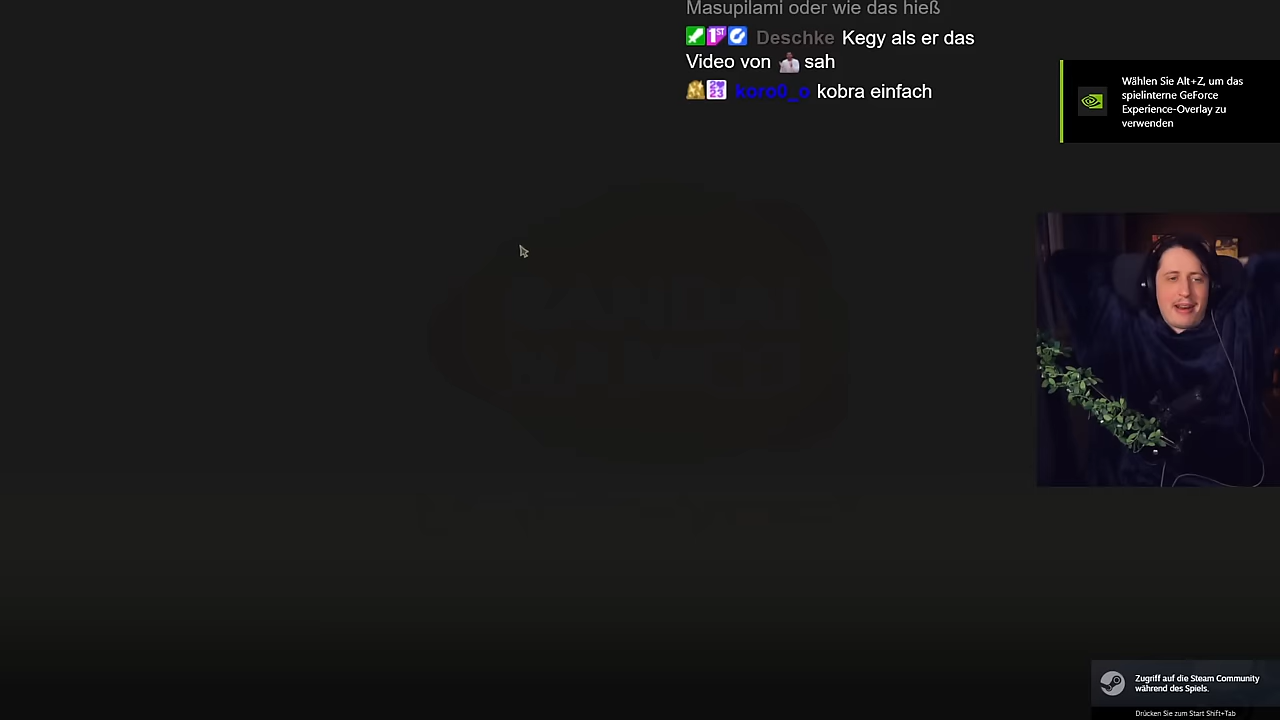 Masupilami oder wie das hieß
Deschke Kegy als er das
Video von sah
koro0_o kobra einfach
Wählen Sie Alt+Z, um das
spielinterne GeForce
Experience-Overlay zu
verwenden
Zugriff auf die Steam Community
während des Spiels.
Drücken Sie zum Start Shift+Tab